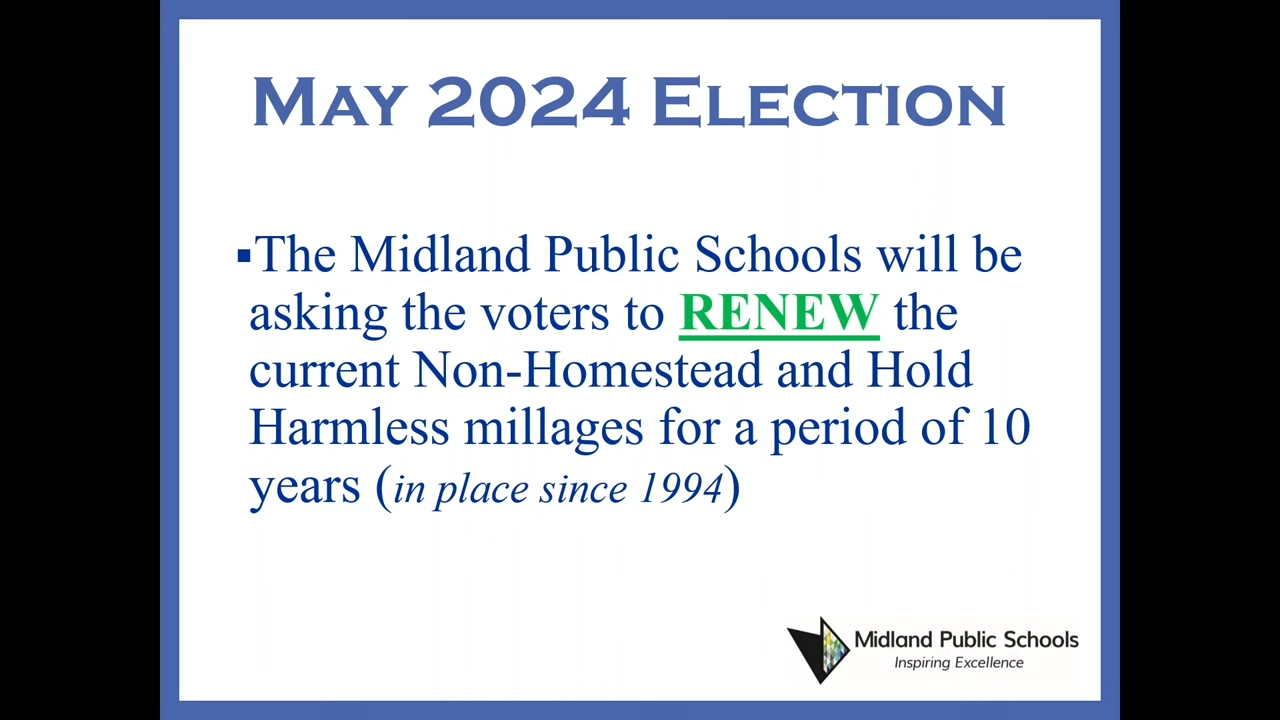 MAY 2024 ELECTION
▪The Midland Public Schools will be
asking the voters to RENEW the
current Non-Homestead and Hold
Harmless millages for a period of 10
years (in place since 1994)
Midland Public Schools
Inspiring Excellence